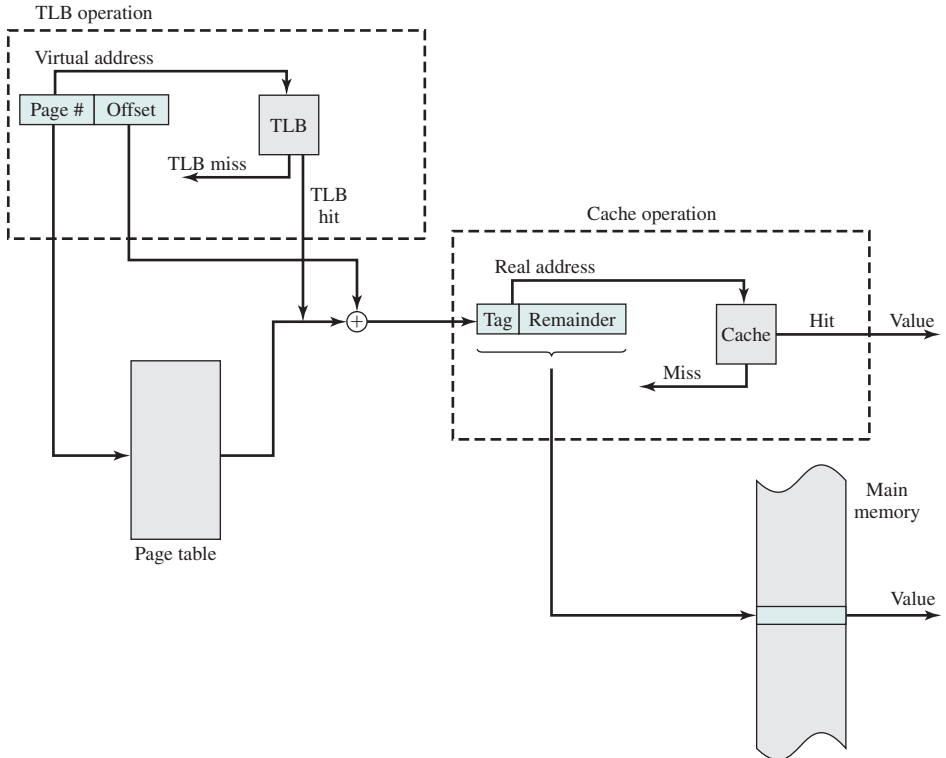 TLB operation
Virtual address
Page # Offset
TLB
TLB miss
TLB
hit
Cache operation
Real address
Tag Remainder
Cache
Hit
Value
Miss
+
Page table
Main
memory
Value